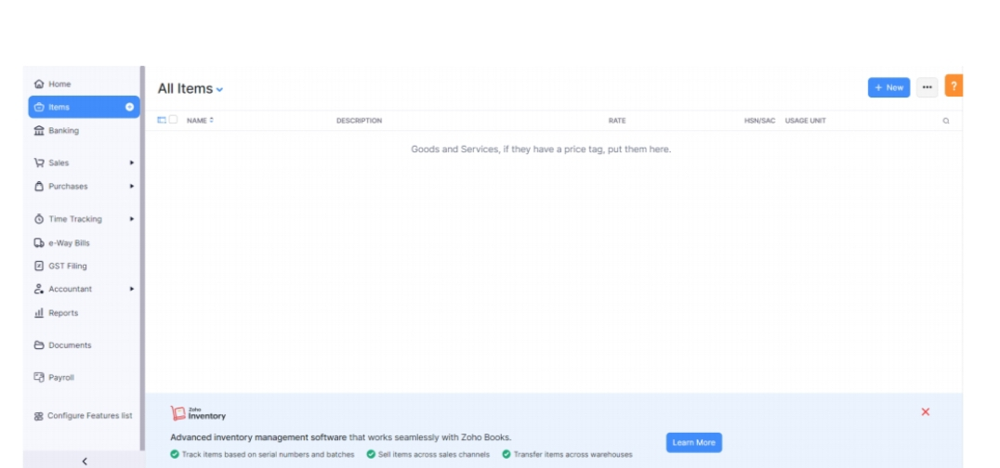 Home
Items
Banking
Sales
Purchases
Time Tracking
e-Way Bills
GST Filing
Accountant
Reports
Documents
Payroll
Configure Features list
All Items
+ New
?
NAME DESCRIPTION RATE HSN/SAC USAGE UNIT
Goods and Services, if they have a price tag, put them here.
Zoho
Inventory
Advanced inventory management software that works seamlessly with Zoho Books.
Track items based on serial numbers and batches Sell items across sales channels Transfer items across warehouses
Learn More